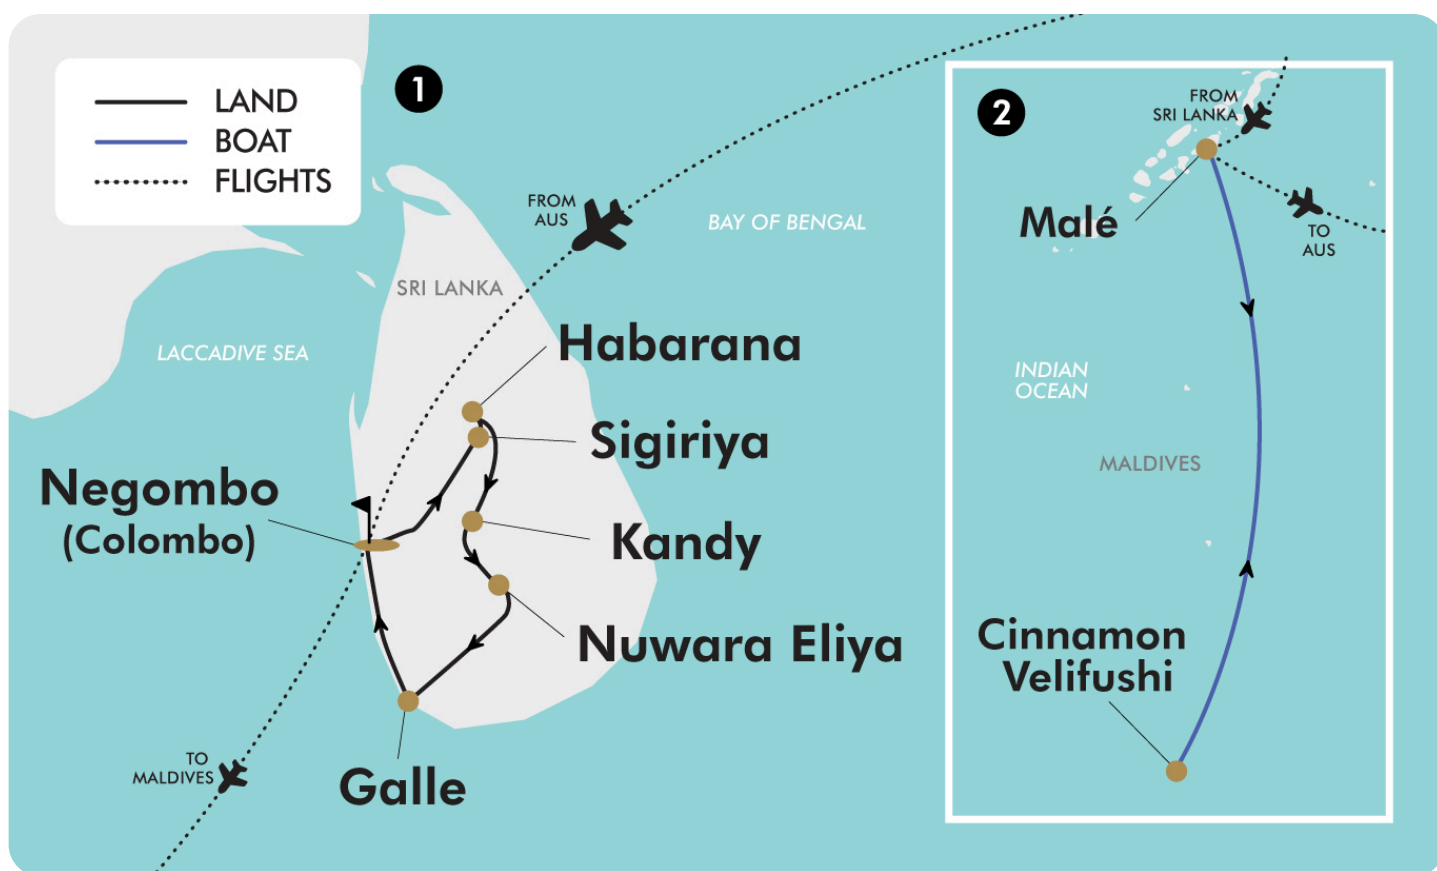 LAND
BOAT
FLIGHTS
1
FROM
AUS
BAY OF BENGAL
SRI LANKA
LACCADIVE SEA
Habarana
Sigiriya
Negombo
(Colombo)
Kandy
Nuwara Eliya
TO
MALDIVES
Galle
2
FROM
SRI LANKA
Malé
TO
AUS
INDIAN
OCEAN
MALDIVES
Cinnamon
Velifushi